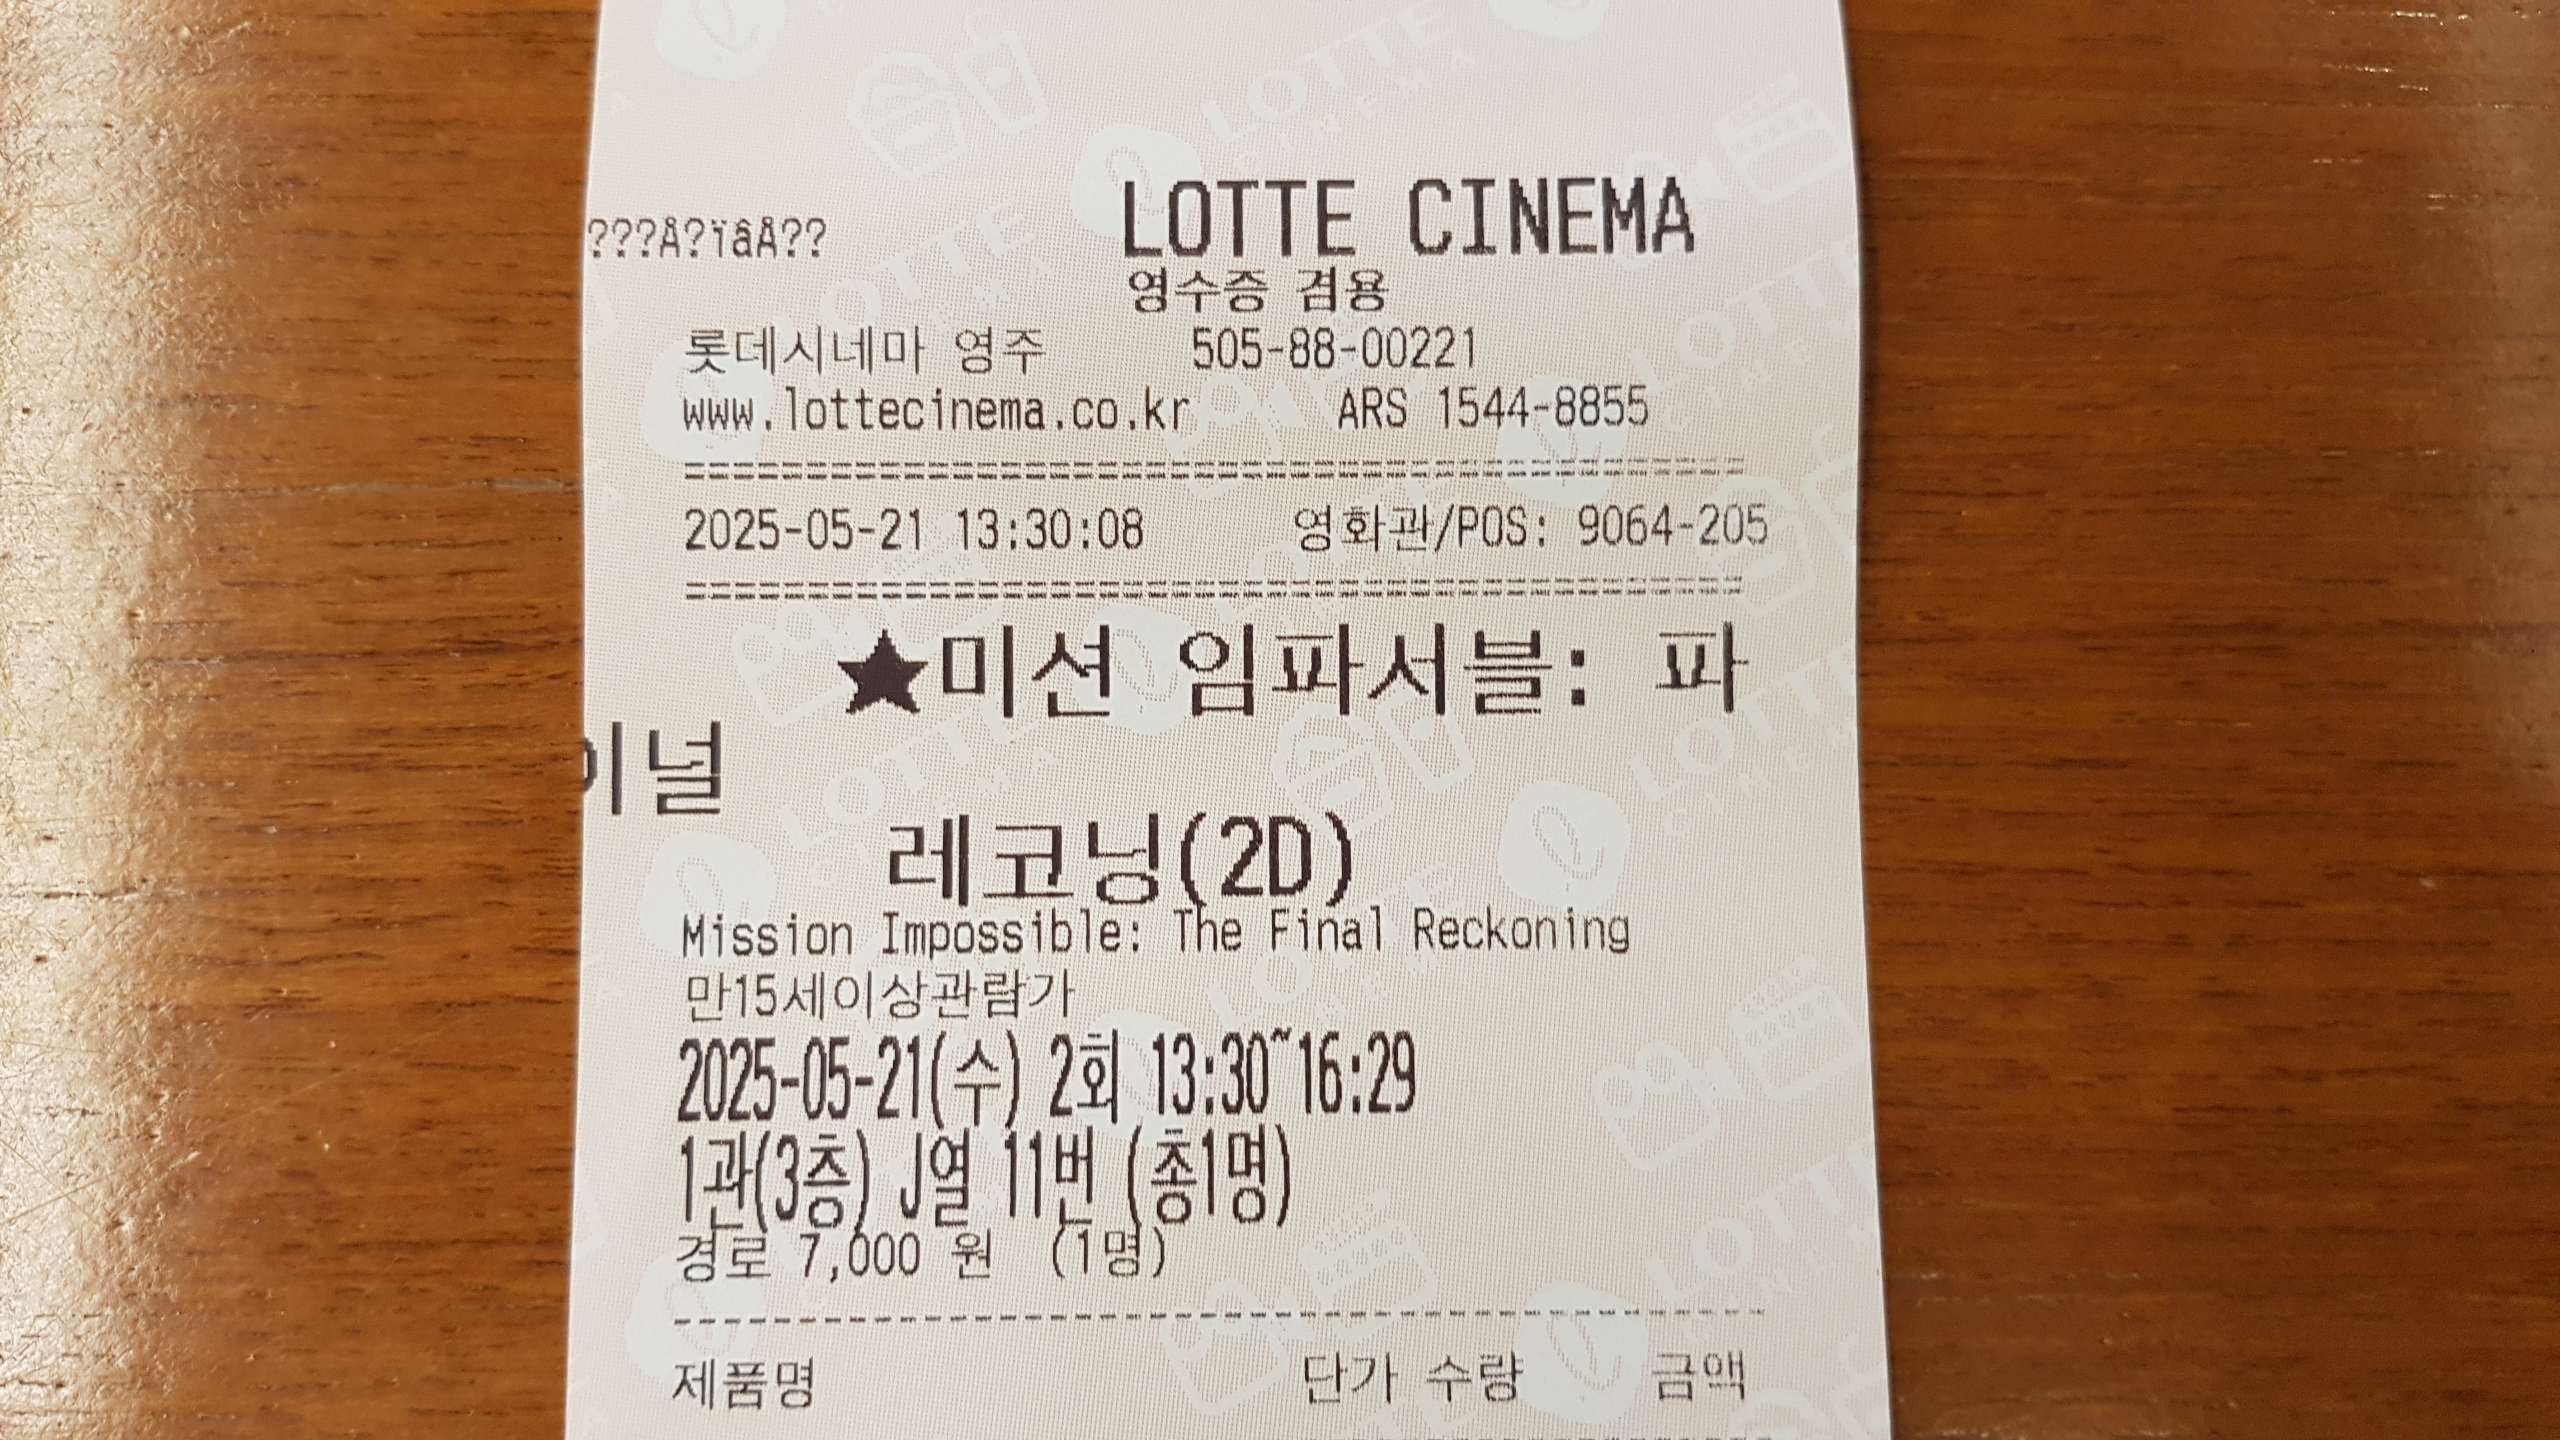 ???Å?ïâÅ?? LOTTE CINEMA
영수증 겸용
롯데시네마 영주 505-88-00221
www.lottecinema.co.kr ARS 1544-8855
==========================================
2025-05-21 13:30:08 영화관/POS: 9064-205
==========================================
★미션 임파서블: 파
이널
레코닝(2D)
Mission Impossible: The Final Reckoning
만15세이상관람가
2025-05-21(수) 2회 13:30~16:29
1관(3층) J열 11번 (총1명)
경로 7,000 원 (1명)
------------------------------------------
제품명 단가 수량 금액